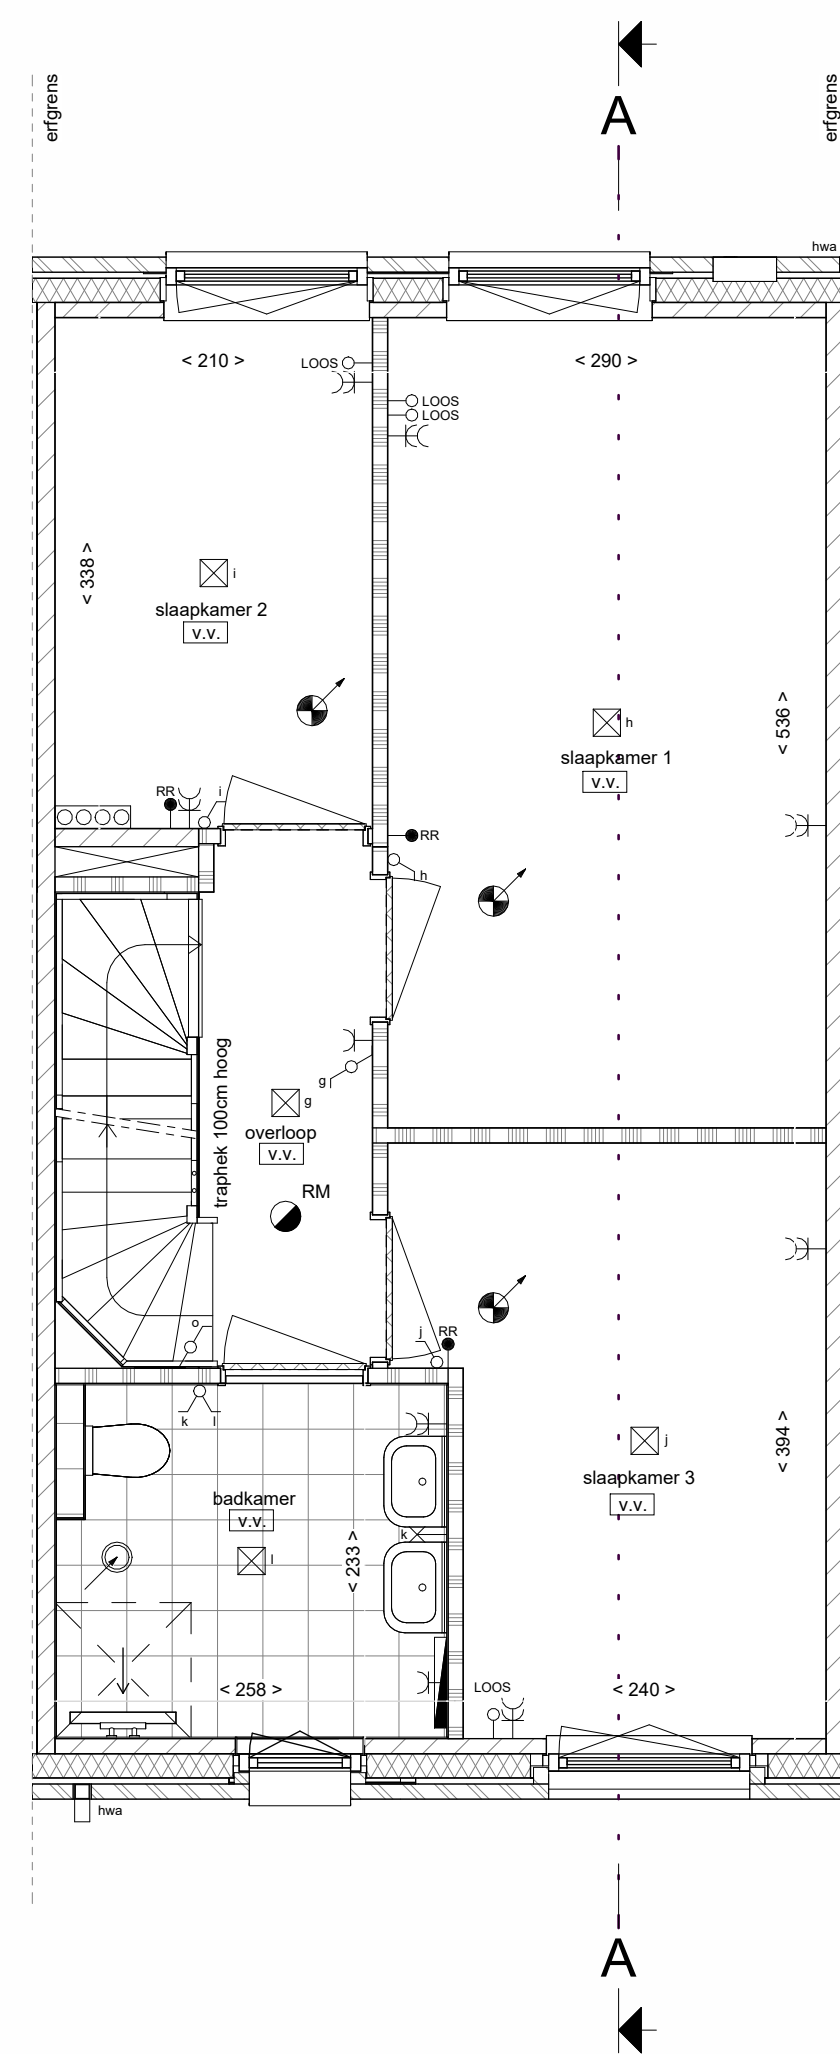 erfgrens
erfgrens
A
hwa
< 210 >
< 290 >
LOOS
LOOS
LOOS
< 338 >
i
slaapkamer 2
v.v.
< 536 >
h
slaapkamer 1
v.v.
RR
i
RR
h
traphek 100cm hoog
g
g
overloop
v.v.
RM
o
j
RR
k
l
j
< 394 >
slaapkamer 3
v.v.
badkamer
v.v.
k
l
< 233 >
< 258 >
LOOS
< 240 >
hwa
A